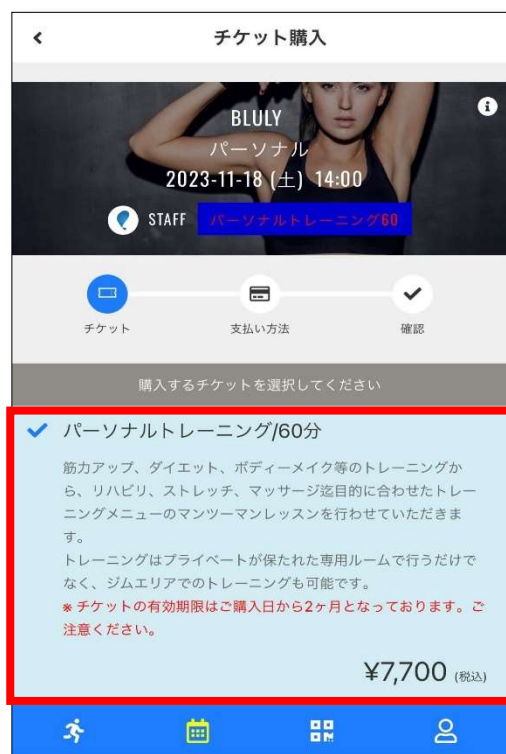 チケット購入
BLULY
パーソナル
2023-11-18 (土) 14:00
STAFF パーソナルトレーニング60
チケット 支払い方法 確認
購入するチケットを選択してください
パーソナルトレーニング/60分
筋力アップ、ダイエット、ボディーメイク等のトレーニングか
ら、リハビリ、ストレッチ、マッサージ迄目的に合わせたトレー
ニングメニューのマンツーマンレッスンを行わせていただきま
す。
トレーニングはプライベートが保たれた専用ルームで行うだけで
なく、ジムエリアでのトレーニングも可能です。
※チケットの有効期限はご購入日から2ヶ月となっております。ご
注意ください。
¥7,700 (税込)